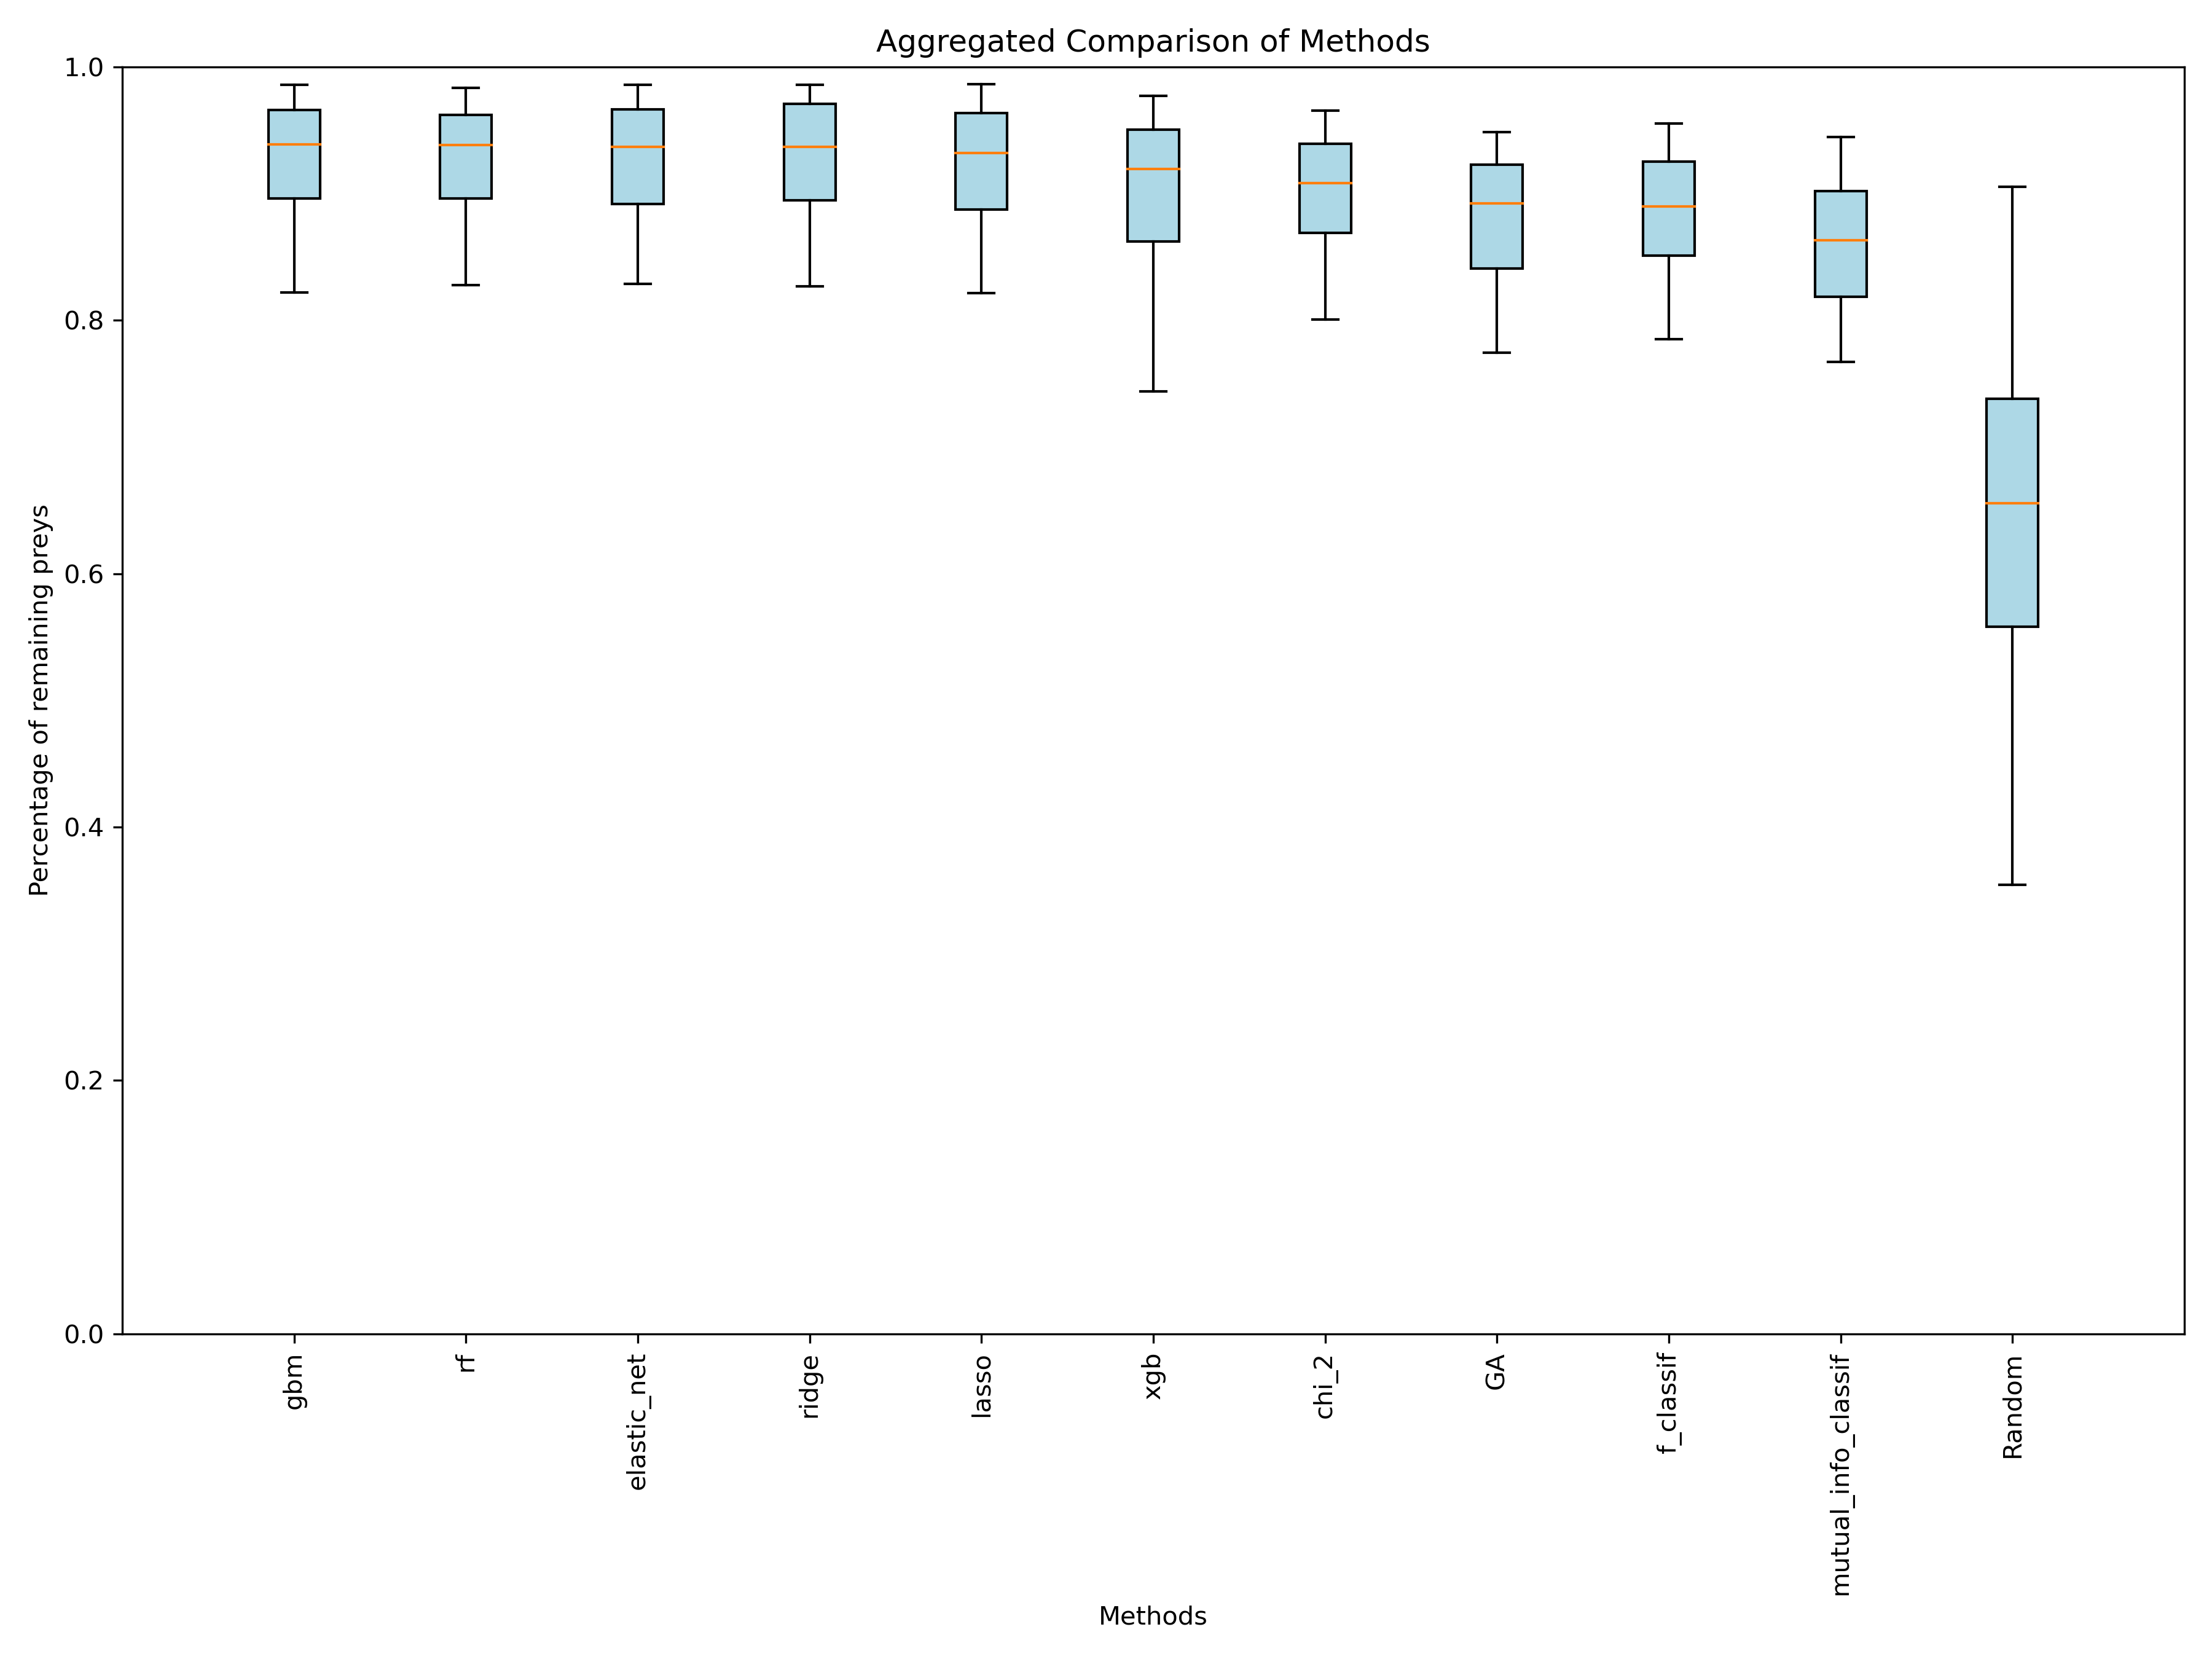 Aggregated Comparison of Methods
Percentage of remaining preys
1.0
0.8
0.6
0.4
0.2
0.0
gbm
rf
elastic_net
ridge
lasso
xgb
chi_2
GA
f_classif
mutual_info_classif
Random
Methods